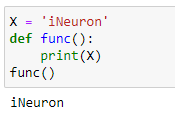 X = 'iNeuron'
def func():
    print(X)
func()
iNeuron